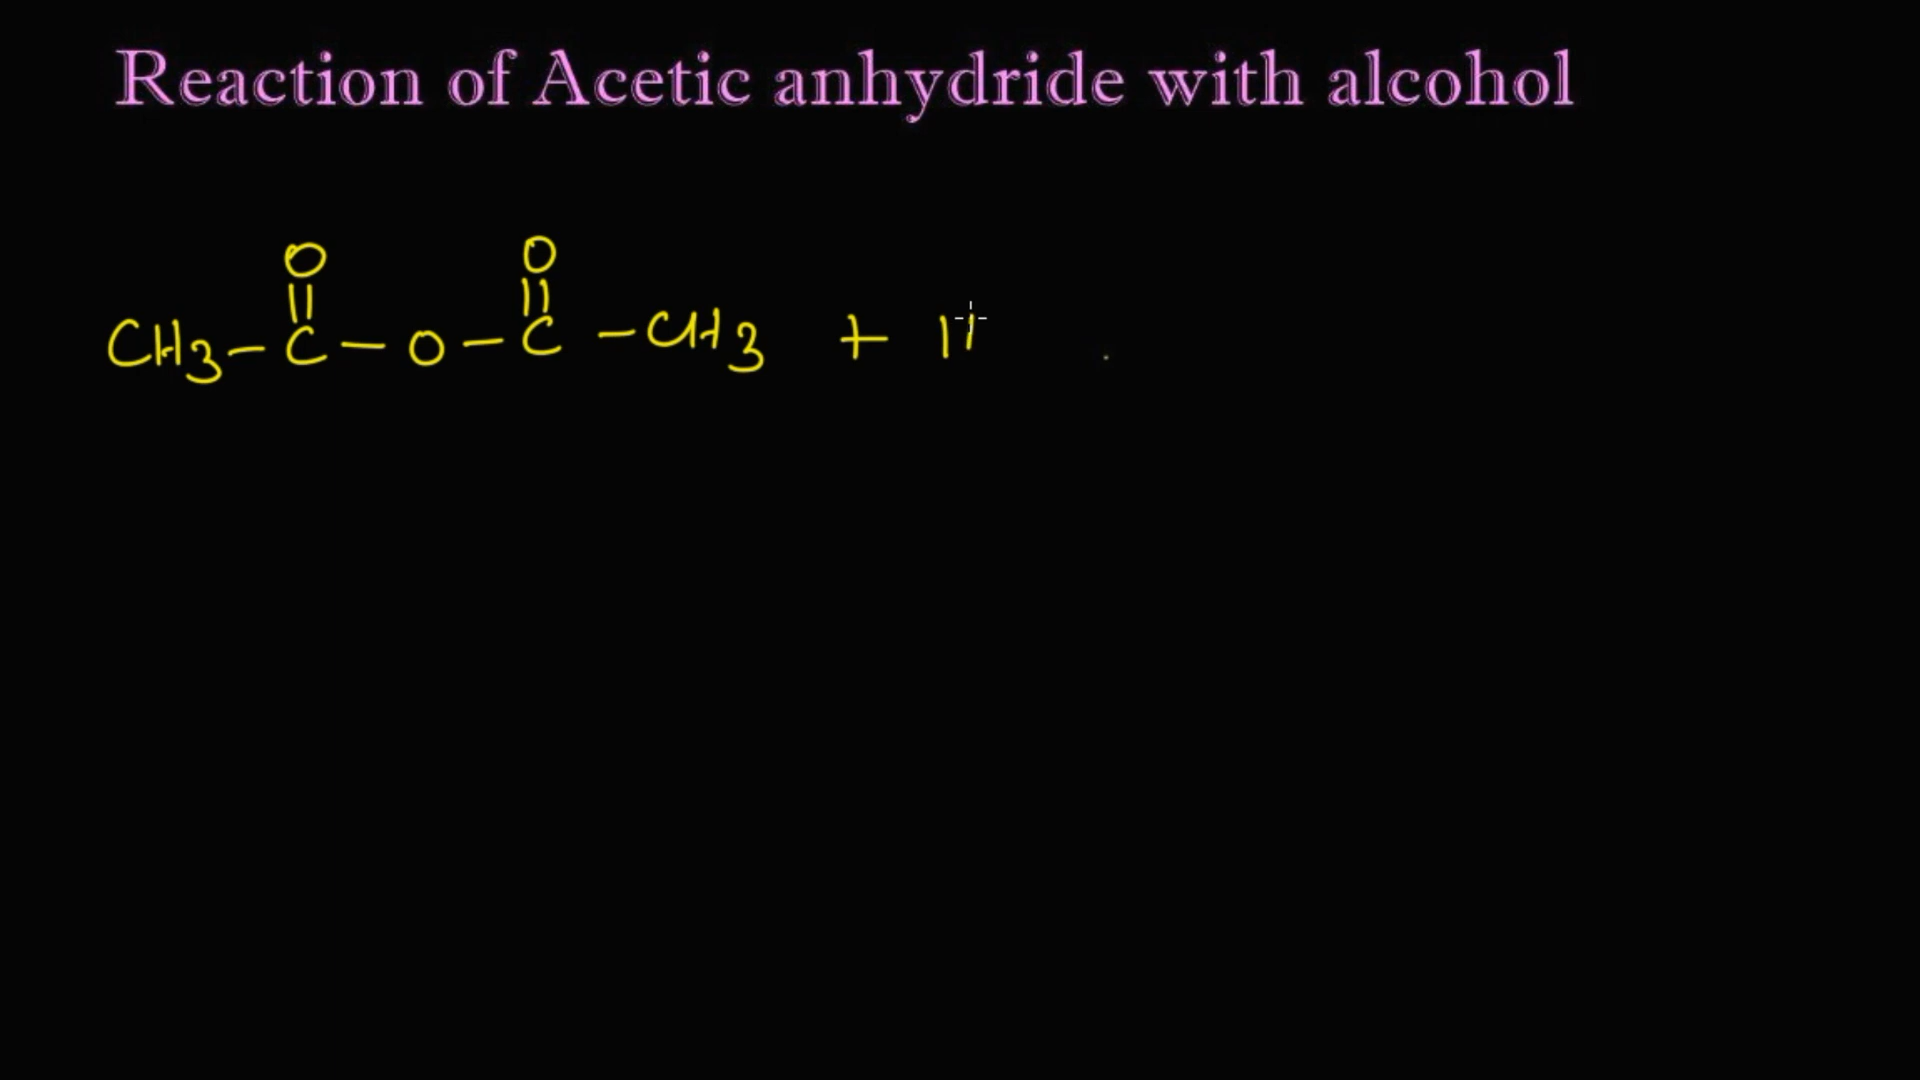 Reaction of Acetic anhydride with alcohol
O O
|| ||
CH3-C-O-C-CH3 +